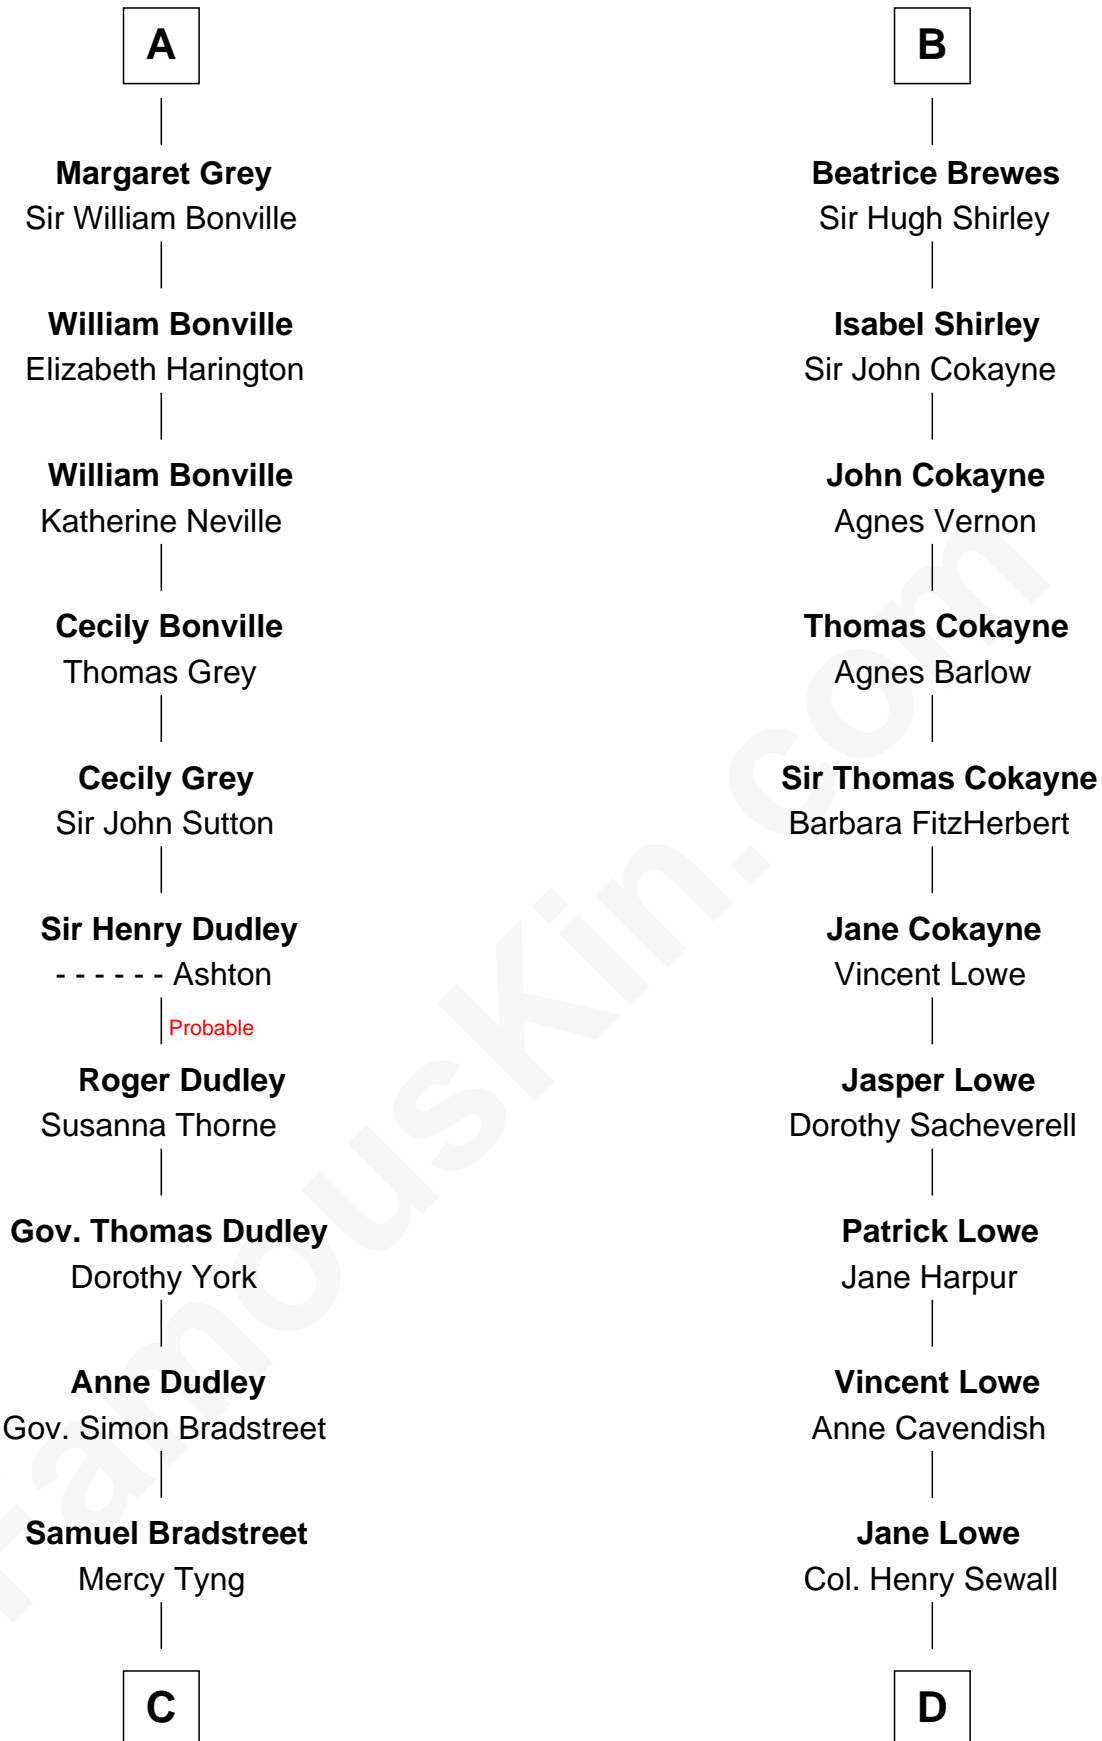 A
Margaret Grey
Sir William Bonville
William Bonville
Elizabeth Harington
William Bonville
Katherine Neville
Cecily Bonville
Thomas Grey
Cecily Grey
Sir John Sutton
Sir Henry Dudley
- - - - - - Ashton
Probable
Roger Dudley
Susanna Thorne
Gov. Thomas Dudley
Dorothy York
Anne Dudley
Gov. Simon Bradstreet
Samuel Bradstreet
Mercy Tyng
C
B
Beatrice Brewes
Sir Hugh Shirley
Isabel Shirley
Sir John Cokayne
John Cokayne
Agnes Vernon
Thomas Cokayne
Agnes Barlow
Sir Thomas Cokayne
Barbara FitzHerbert
Jane Cokayne
Vincent Lowe
Jasper Lowe
Dorothy Sacheverell
Patrick Lowe
Jane Harpur
Vincent Lowe
Anne Cavendish
Jane Lowe
Col. Henry Sewall
D
FamousKin.com